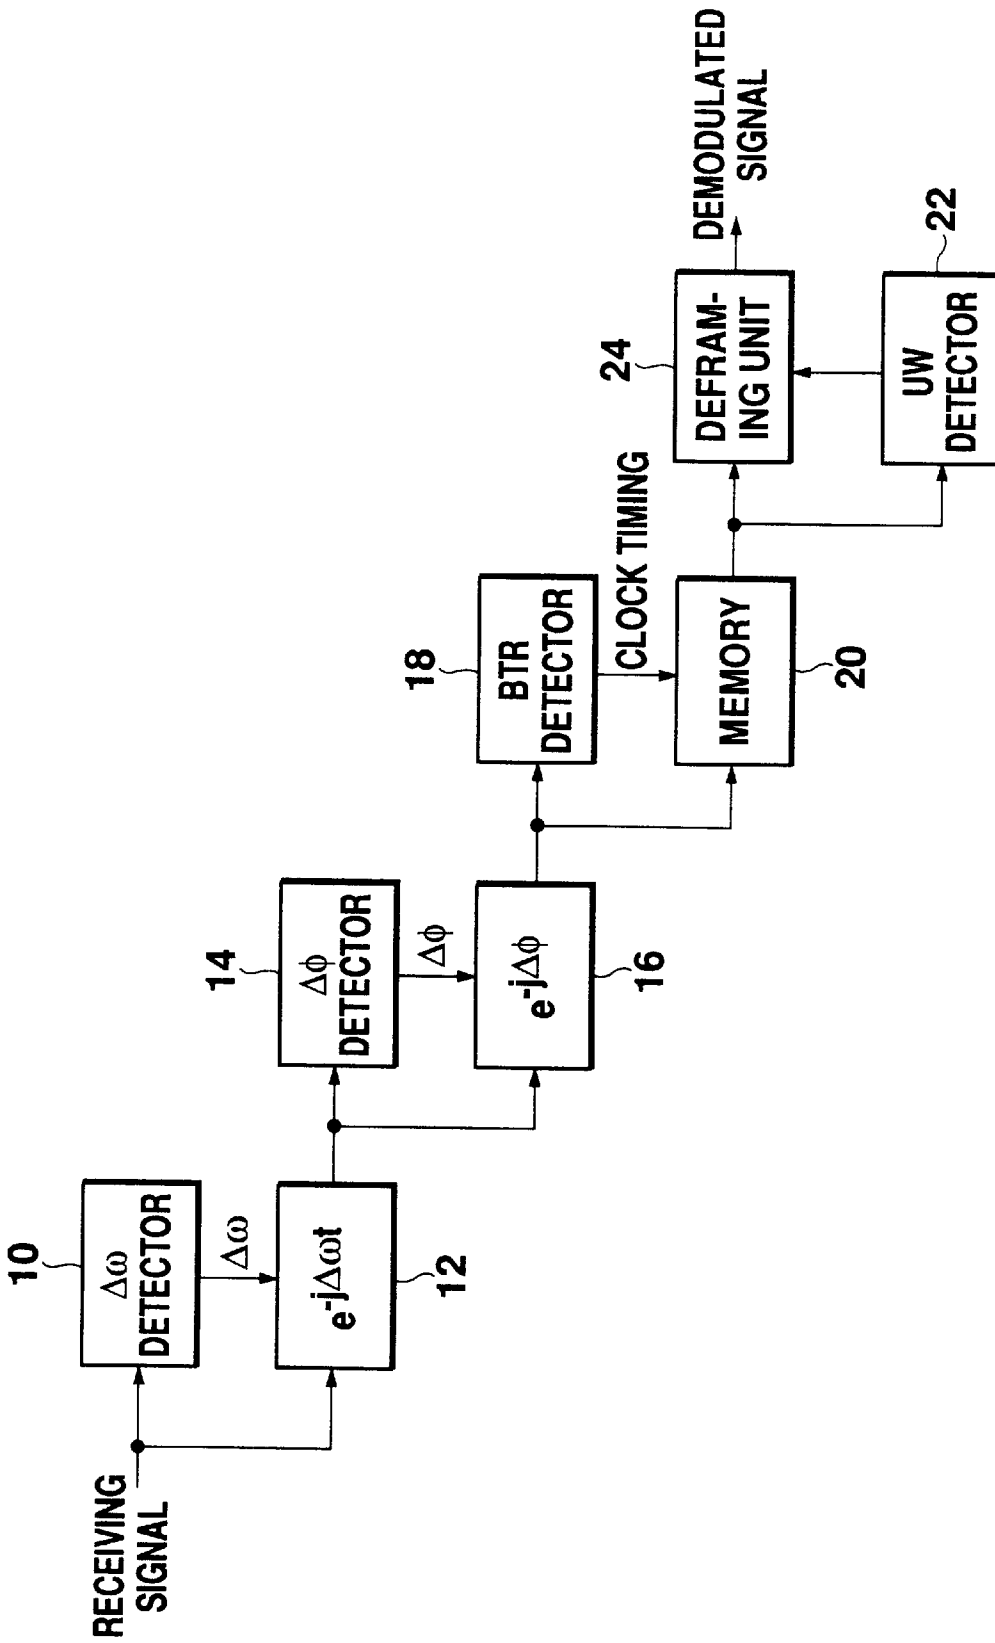 RECEIVING
SIGNAL
10
Δω
DETECTOR
Δω
e-jΔωt
12
14
Δϕ
DETECTOR
Δϕ
e-jΔϕ
16
18
BTR
DETECTOR
CLOCK TIMING
MEMORY
20
24
DEFRAM-
ING UNIT
UW
DETECTOR
22
DEMODULATED
SIGNAL